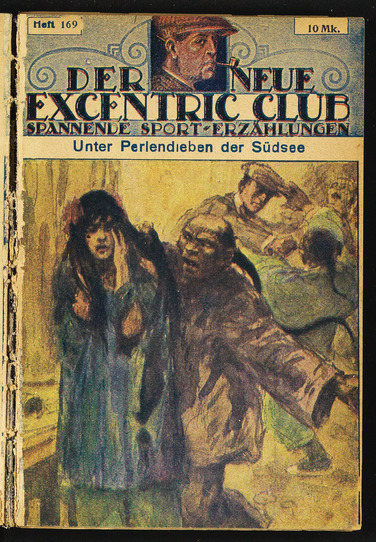 Heft 169
10 Mk.
DER NEUE
EXCENTRIC CLUB
SPANNENDE SPORT-ERZÄHLUNGEN
Unter Perlendieben der Südsee